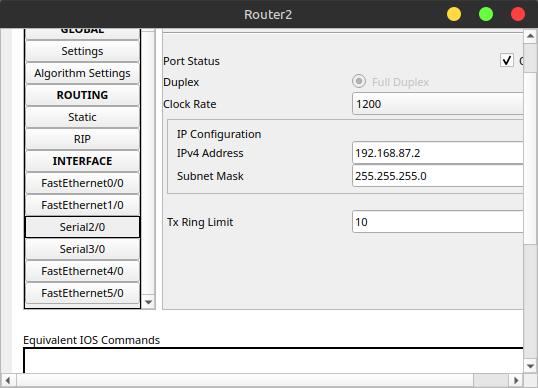 Router2
GLOBAL
Settings
Algorithm Settings
ROUTING
Static
RIP
INTERFACE
FastEthernet0/0
FastEthernet1/0
Serial2/0
Serial3/0
FastEthernet4/0
FastEthernet5/0
Port Status
Duplex
Full Duplex
Clock Rate
1200
IP Configuration
IPv4 Address
192.168.87.2
Subnet Mask
255.255.255.0
Tx Ring Limit
10
Equivalent IOS Commands